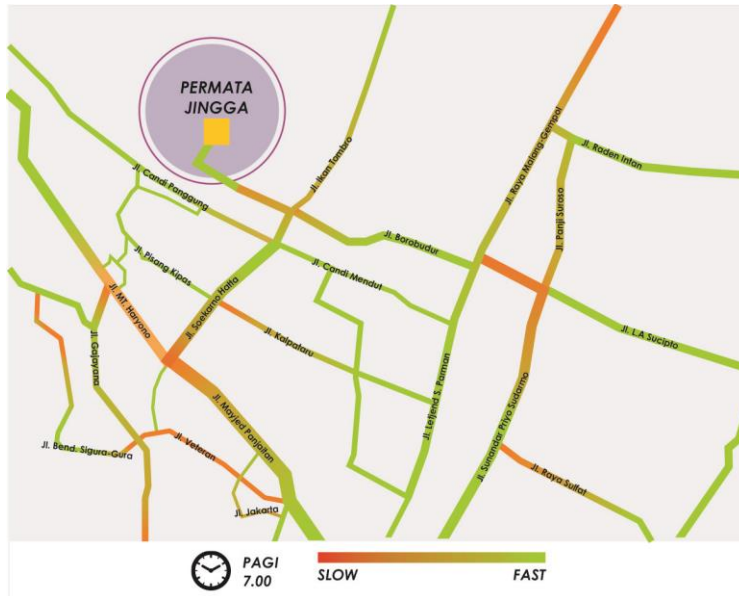 PERMATA
JINGGA
Jl. Ikan Tombro
Jl. Raya Malang-Gempol
Jl. Raden Intan
Jl. Candi Panggung
Jl. Panji Suroso
Jl. Borobudur
Jl. Pisang Kipas
Jl. Candi Mendut
Jl. MT. Haryono
Jl. Soekarno Hatta
Jl. Gajayana
Jl. Kalpataru
Jl. L.A Sucipto
Jl. Letjend S. Parman
Jl. Sunandar Priyo Sudarmo
Jl. Mayjed Panjaitan
Jl. Bend. Sigura-Gura
Jl. Veteran
Jl. Raya Sulfat
Jl. Jakarta
PAGI
7.00
SLOW
FAST